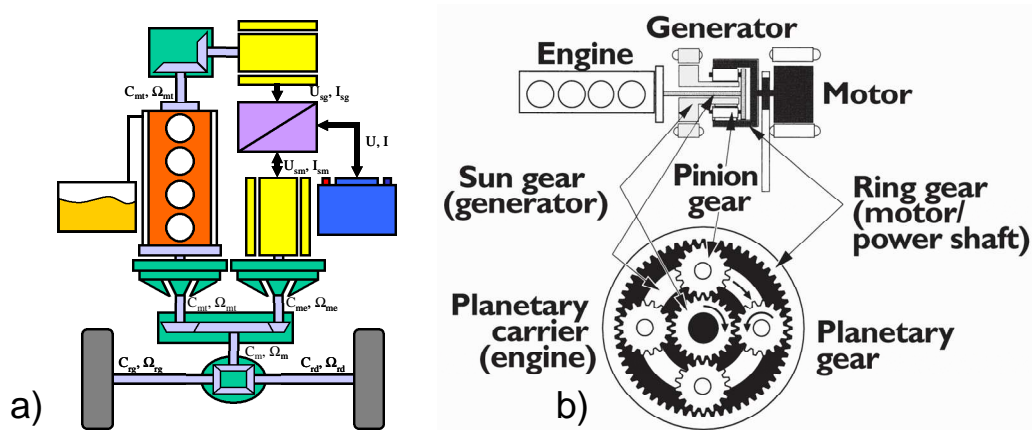 C_mt, Ω_mt
U_sg, I_sg
U, I
U_sm, I_sm
C_mt, Ω_mt
C_me, Ω_me
C_m, Ω_m
C_rg, Ω_rg
C_rd, Ω_rd
a)
Generator
Engine
Motor
Sun gear
(generator)
Pinion
gear
Ring gear
(motor/
power shaft)
Planetary
carrier
(engine)
Planetary
gear
b)